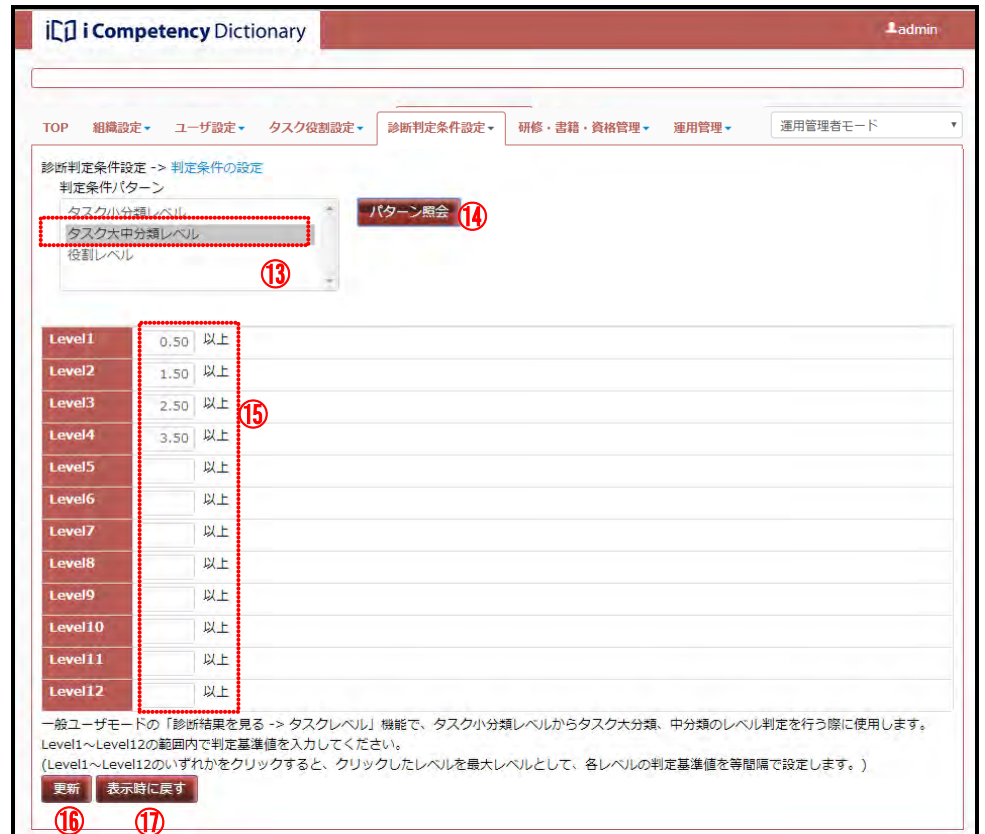 i Competency Dictionary
admin
TOP 組織設定 ユーザ設定 タスク役割設定 診断判定条件設定 研修・書籍・資格管理 運用管理 運用管理者モード
診断判定条件設定 -> 判定条件の設定
判定条件パターン
タスク小分類レベル
タスク大中分類レベル
役割レベル
パターン照会 ⑭
⑬
Level1 0.50 以上
Level2 1.50 以上
Level3 2.50 以上
⑮
Level4 3.50 以上
Level5 以上
Level6 以上
Level7 以上
Level8 以上
Level9 以上
Level10 以上
Level11 以上
Level12 以上
一般ユーザモードの「診断結果を見る -> タスクレベル」機能で、タスク小分類レベルからタスク大分類、中分類のレベル判定を行う際に使用します。
Level1～Level12の範囲内で判定基準値を入力してください。
(Level1～Level12のいずれかをクリックすると、クリックしたレベルを最大レベルとして、各レベルの判定基準値を等間隔で設定します。)
更新 表示時に戻す
⑯ ⑰